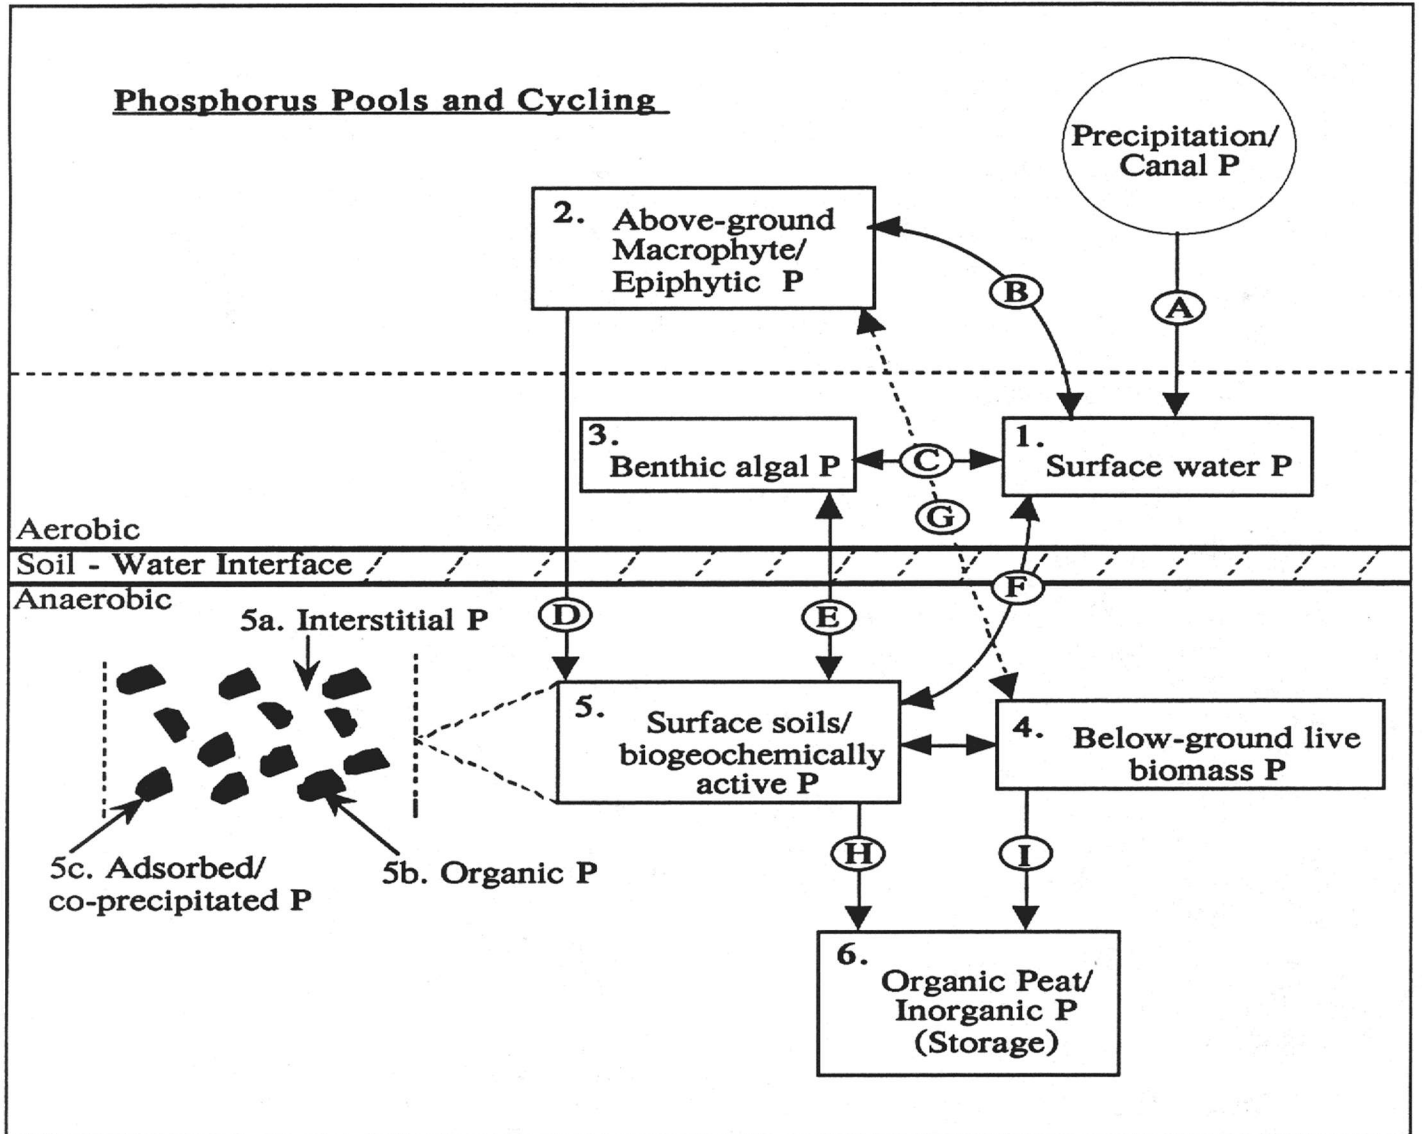 Phosphorus Pools and Cycling
Precipitation/
Canal P
2. Above-ground
Macrophyte/
Epiphytic P
B
A
3.
Benthic algal P
C
1.
Surface water P
G
Aerobic
Soil - Water Interface
Anaerobic
F
5a. Interstitial P
D
E
5.
Surface soils/
biogeochemically
active P
4. Below-ground live
biomass P
5c. Adsorbed/
co-precipitated P
5b. Organic P
H
I
6.
Organic Peat/
Inorganic P
(Storage)